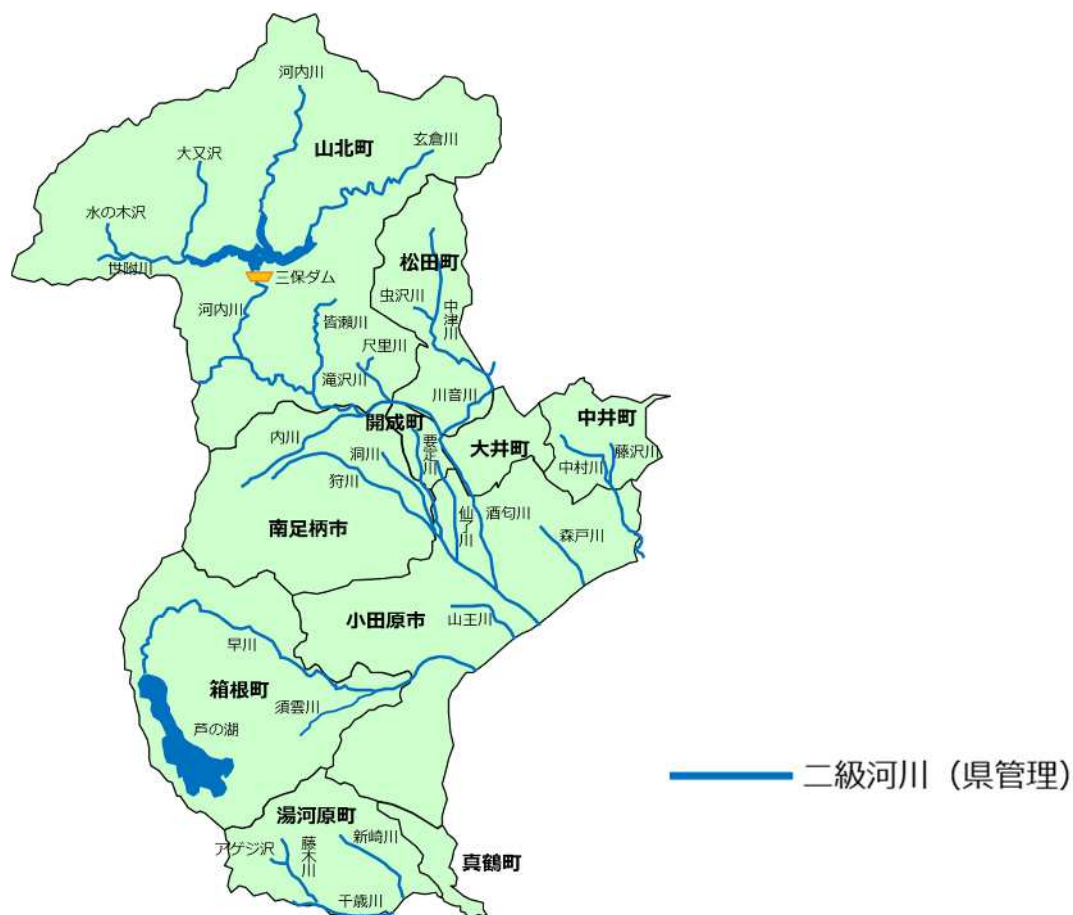 河内川
山北町
玄倉川
大又沢
水の木沢
世附川
三保ダム
松田町
虫沢川
中津川
河内川
皆瀬川
尺里川
滝沢川
川音川
開成町
内川
洞川
要定川
大井町
中井町
中村川
藤沢川
狩川
仙了川
酒匂川
森戸川
南足柄市
小田原市
山王川
早川
箱根町
須雲川
芦の湖
二級河川（県管理）
湯河原町
アゲジ沢
藤木川
新崎川
真鶴町
千歳川